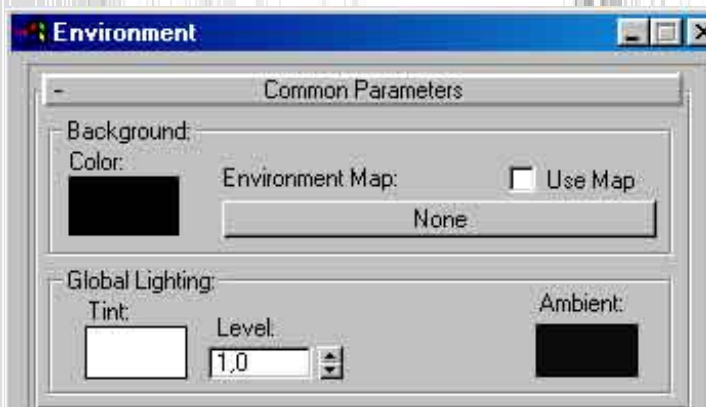 Environment
- Common Parameters
Background:
Color:
Environment Map: Use Map
None
Global Lighting:
Tint: Level: Ambient:
1,0